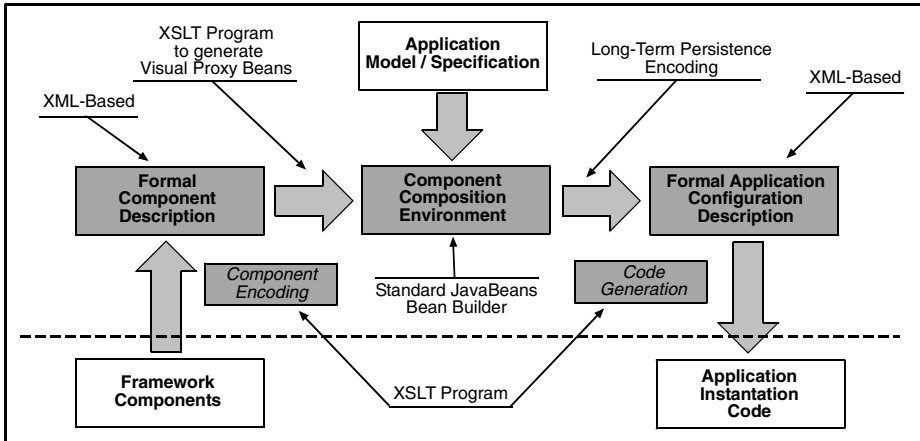 XSLT Program
to generate
Visual Proxy Beans
Application
Model / Specification
Long-Term Persistence
Encoding
XML-Based
XML-Based
Formal
Component
Description
Component
Composition
Environment
Formal Application
Configuration
Description
Component
Encoding
Standard JavaBeans
Bean Builder
Code
Generation
Framework
Components
XSLT Program
Application
Instantation
Code